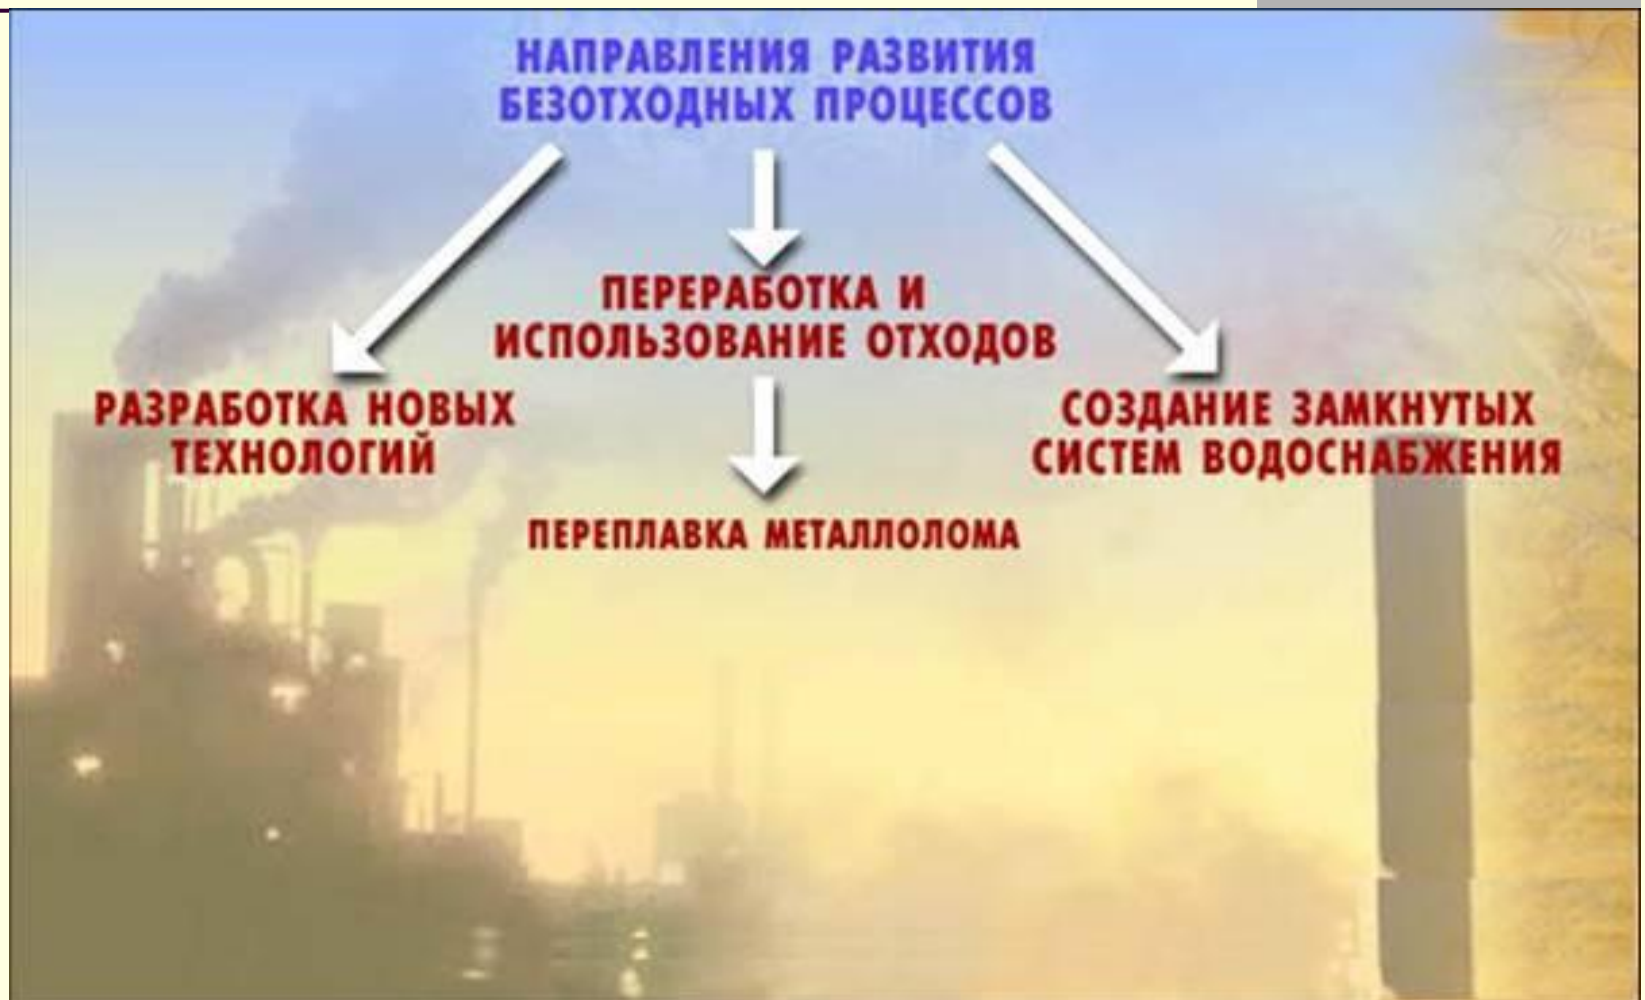 НАПРАВЛЕНИЯ РАЗВИТИЯ
БЕЗОТХОДНЫХ ПРОЦЕССОВ
ПЕРЕРАБОТКА И
ИСПОЛЬЗОВАНИЕ ОТХОДОВ
РАЗРАБОТКА НОВЫХ
ТЕХНОЛОГИЙ
СОЗДАНИЕ ЗАМКНУТЫХ
СИСТЕМ ВОДОСНАБЖЕНИЯ
ПЕРЕПЛАВКА МЕТАЛЛОЛОМА